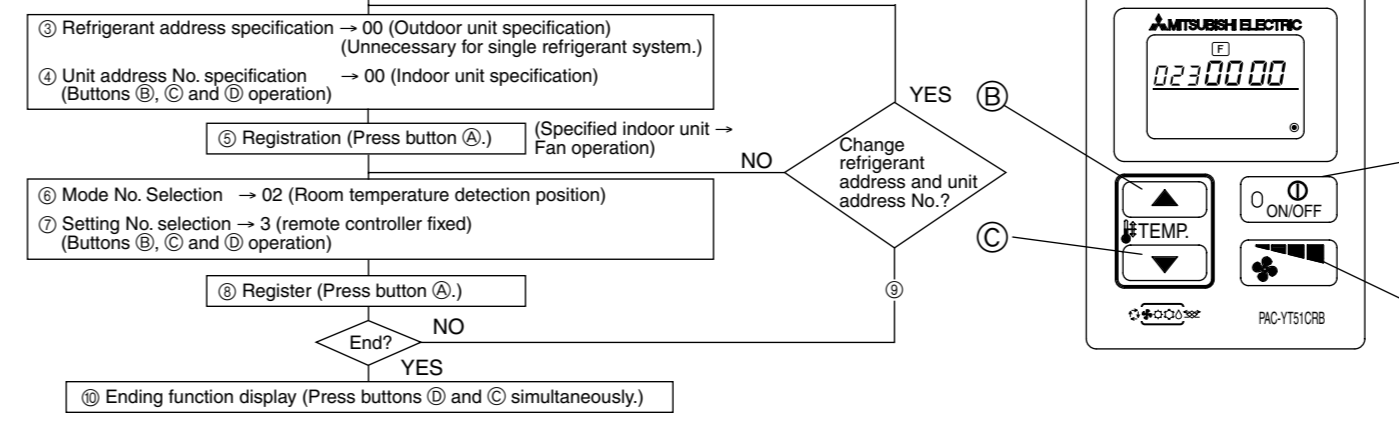 ③ Refrigerant address specification → 00 (Outdoor unit specification)
(Unnecessary for single refrigerant system.)
④ Unit address No. specification → 00 (Indoor unit specification)
(Buttons Ⓑ, Ⓒ and Ⓓ operation)
⑤ Registration (Press button Ⓐ.)
(Specified indoor unit →
Fan operation)
NO
YES
Change
refrigerant
address and unit
address No.?
⑥ Mode No. Selection → 02 (Room temperature detection position)
⑦ Setting No. selection → 3 (remote controller fixed)
(Buttons Ⓑ, Ⓒ and Ⓓ operation)
⑧ Register (Press button Ⓐ.)
⑨
End?
NO
YES
⑩ Ending function display (Press buttons Ⓓ and Ⓒ simultaneously.)
MITSUBISHI ELECTRIC
F
0230000
Ⓑ
ON/OFF
TEMP.
Ⓒ
PAC-YT51CRB